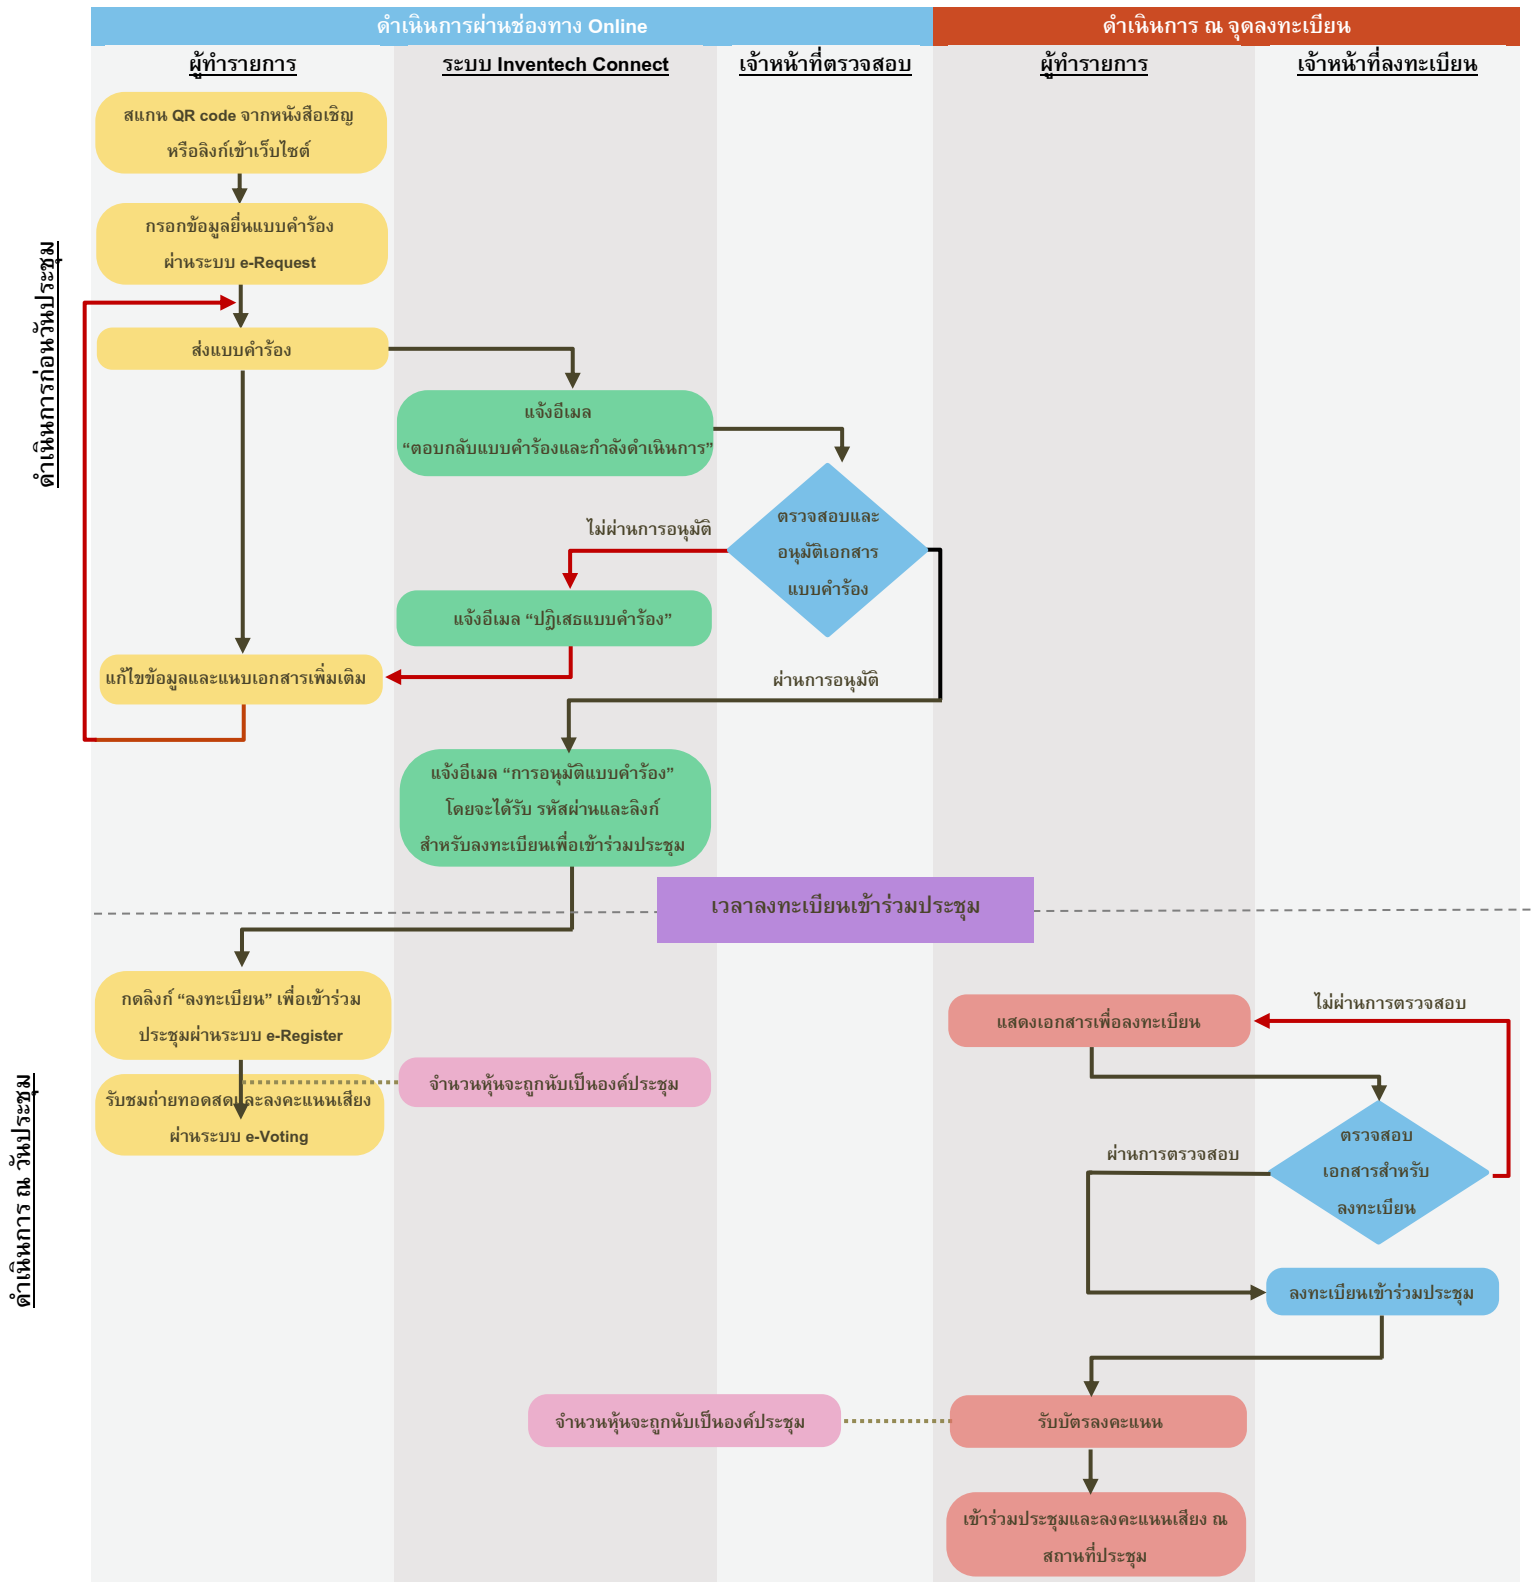 ดำเนินการผ่านช่องทาง Online
ดำเนินการ ณ จุดลงทะเบียน
ผู้ทำรายการ
ระบบ Inventech Connect
เจ้าหน้าที่ตรวจสอบ
ผู้ทำรายการ
เจ้าหน้าที่ลงทะเบียน
ดำเนินการก่อนวันประชุม
สแกน QR code จากหนังสือเชิญ
หรือลิงก์เข้าเว็บไซต์
กรอกข้อมูลยื่นแบบคำร้อง
ผ่านระบบ e-Request
ส่งแบบคำร้อง
แจ้งอีเมล
“ตอบกลับแบบคำร้องและกำลังดำเนินการ”
ตรวจสอบและ
อนุมัติเอกสาร
แบบคำร้อง
ไม่ผ่านการอนุมัติ
แจ้งอีเมล “ปฎิเสธแบบคำร้อง”
แก้ไขข้อมูลและแนบเอกสารเพิ่มเติม
ผ่านการอนุมัติ
แจ้งอีเมล “การอนุมัติแบบคำร้อง”
โดยจะได้รับ รหัสผ่านและลิงก์
สำหรับลงทะเบียนเพื่อเข้าร่วมประชุม
เวลาลงทะเบียนเข้าร่วมประชุม
ดำเนินการ ณ วันประชุม
กดลิงก์ “ลงทะเบียน” เพื่อเข้าร่วม
ประชุมผ่านระบบ e-Register
จำนวนหุ้นจะถูกนับเป็นองค์ประชุม
รับชมถ่ายทอดสดและลงคะแนนเสียง
ผ่านระบบ e-Voting
แสดงเอกสารเพื่อลงทะเบียน
ไม่ผ่านการตรวจสอบ
ตรวจสอบ
เอกสารสำหรับ
ลงทะเบียน
ผ่านการตรวจสอบ
ลงทะเบียนเข้าร่วมประชุม
จำนวนหุ้นจะถูกนับเป็นองค์ประชุม
รับบัตรลงคะแนน
เข้าร่วมประชุมและลงคะแนนเสียง ณ
สถานที่ประชุม